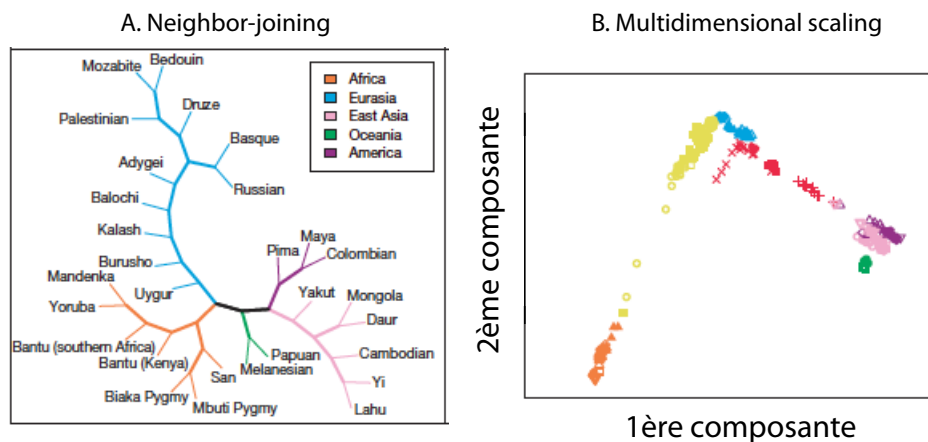 A. Neighbor-joining
Bedouin
Mozabite
Druze
Palestinian
Basque
Adygei
Russian
Balochi
Kalash
Burusho
Mandenka
Uygur
Yoruba
Bantu (southern Africa)
Bantu (Kenya)
San
Biaka Pygmy
Mbuti Pygmy
Maya
Pima
Colombian
Yakut
Mongola
Daur
Papuan
Melanesian
Cambodian
Yi
Lahu
Africa
Eurasia
East Asia
Oceania
America
B. Multidimensional scaling
2ème composante
1ère composante